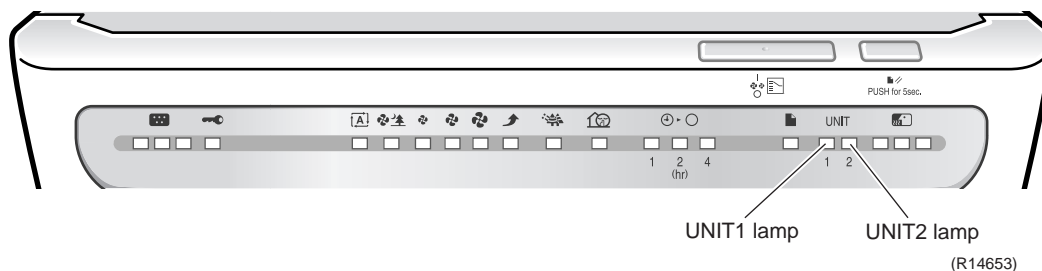 PUSH for 5sec.
A
UNIT
1 2 4 1 2
(hr)
UNIT1 lamp UNIT2 lamp
(R14653)